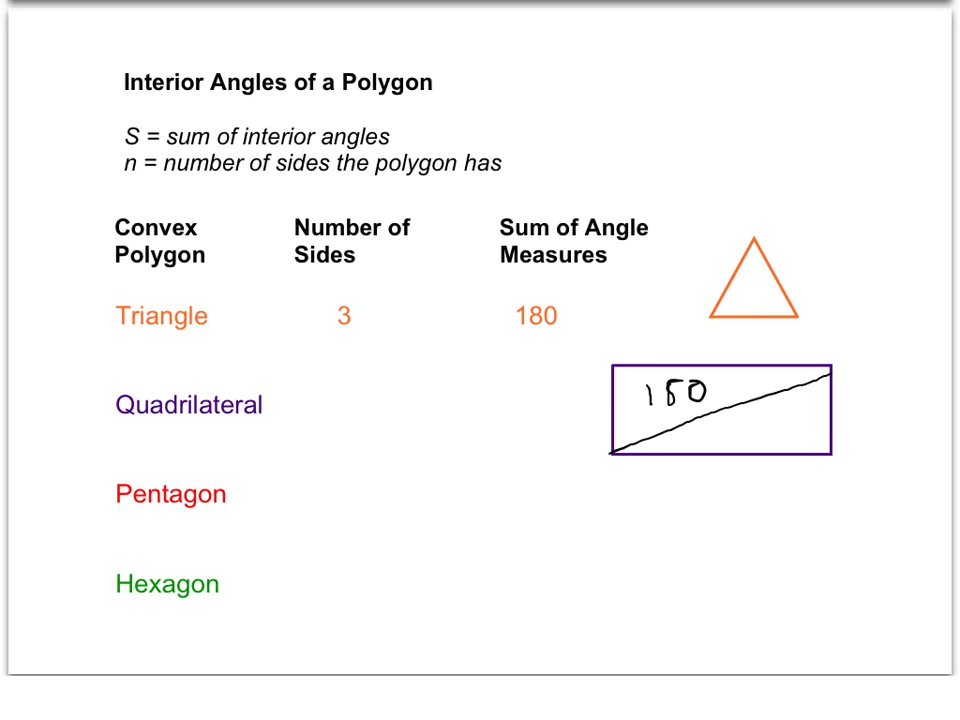 Interior Angles of a Polygon
S = sum of interior angles
n = number of sides the polygon has
Convex Polygon Number of Sides Sum of Angle Measures
Triangle 3 180
180
Quadrilateral
Pentagon
Hexagon